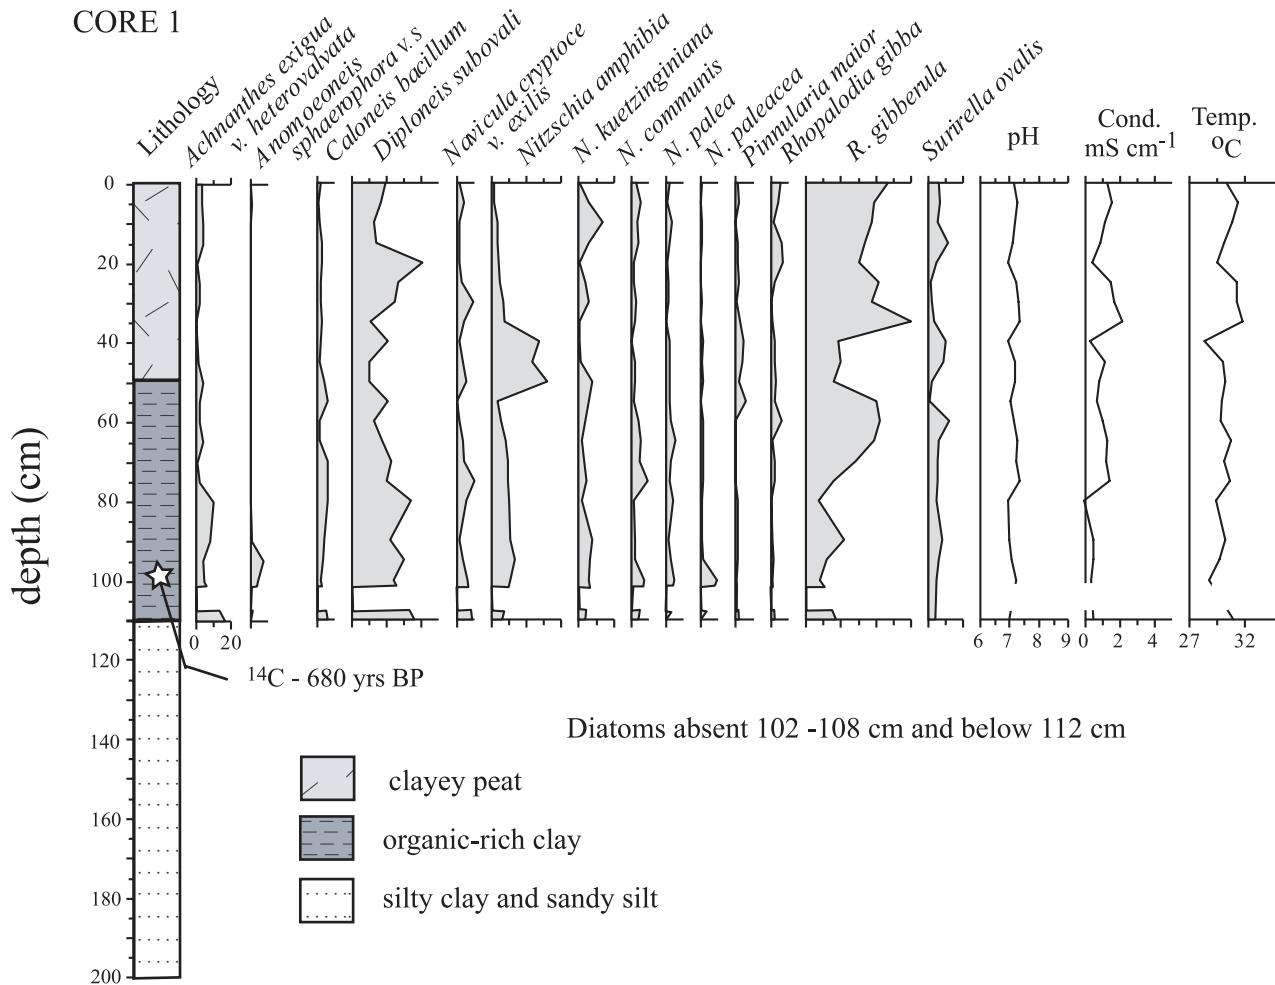 CORE 1
Lithology
Achnanthes exigua
v. heterovalvata
Anomoeoneis
sphaerophora v.s
Caloneis bacillum
Diploneis subovali
Navicula cryptoce
v. exilis
Nitzschia amphibia
N. kuetzinginiana
N. communis
N. palea
N. paleacea
Pinnularia maior
Rhopalodia gibba
R. gibberula
Surirella ovalis
pH
Cond.
mS cm-1
Temp.
oC
depth (cm)
0
20
40
60
80
100
120
140
160
180
200
0 20
6 7 8 9
0 2 4
27 32
14C - 680 yrs BP
Diatoms absent 102 -108 cm and below 112 cm
clayey peat
organic-rich clay
silty clay and sandy silt